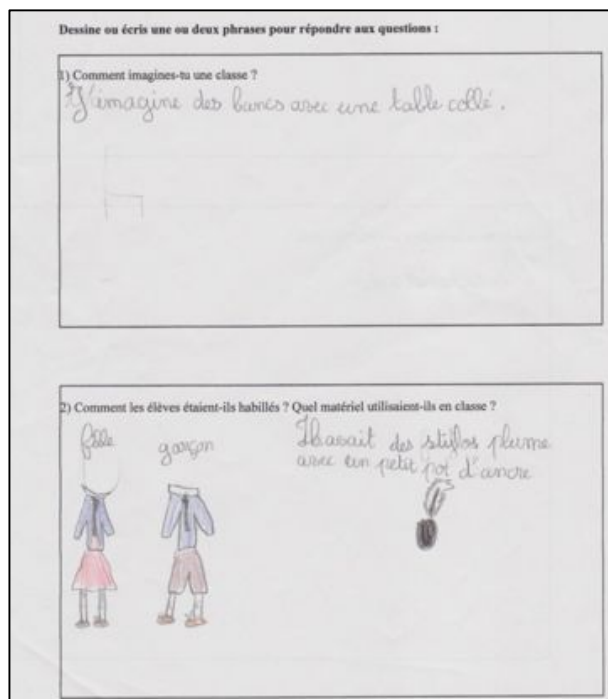 Dessine ou écris une ou deux phrases pour répondre aux questions :
1) Comment imagines-tu une classe ?
J'imagine des bancs avec une table collé.
2) Comment les élèves étaient-ils habillés ? Quel matériel utilisaient-ils en classe ?
fille
garçon
Il avait des stylos plume
avec un petit pot d'ancre